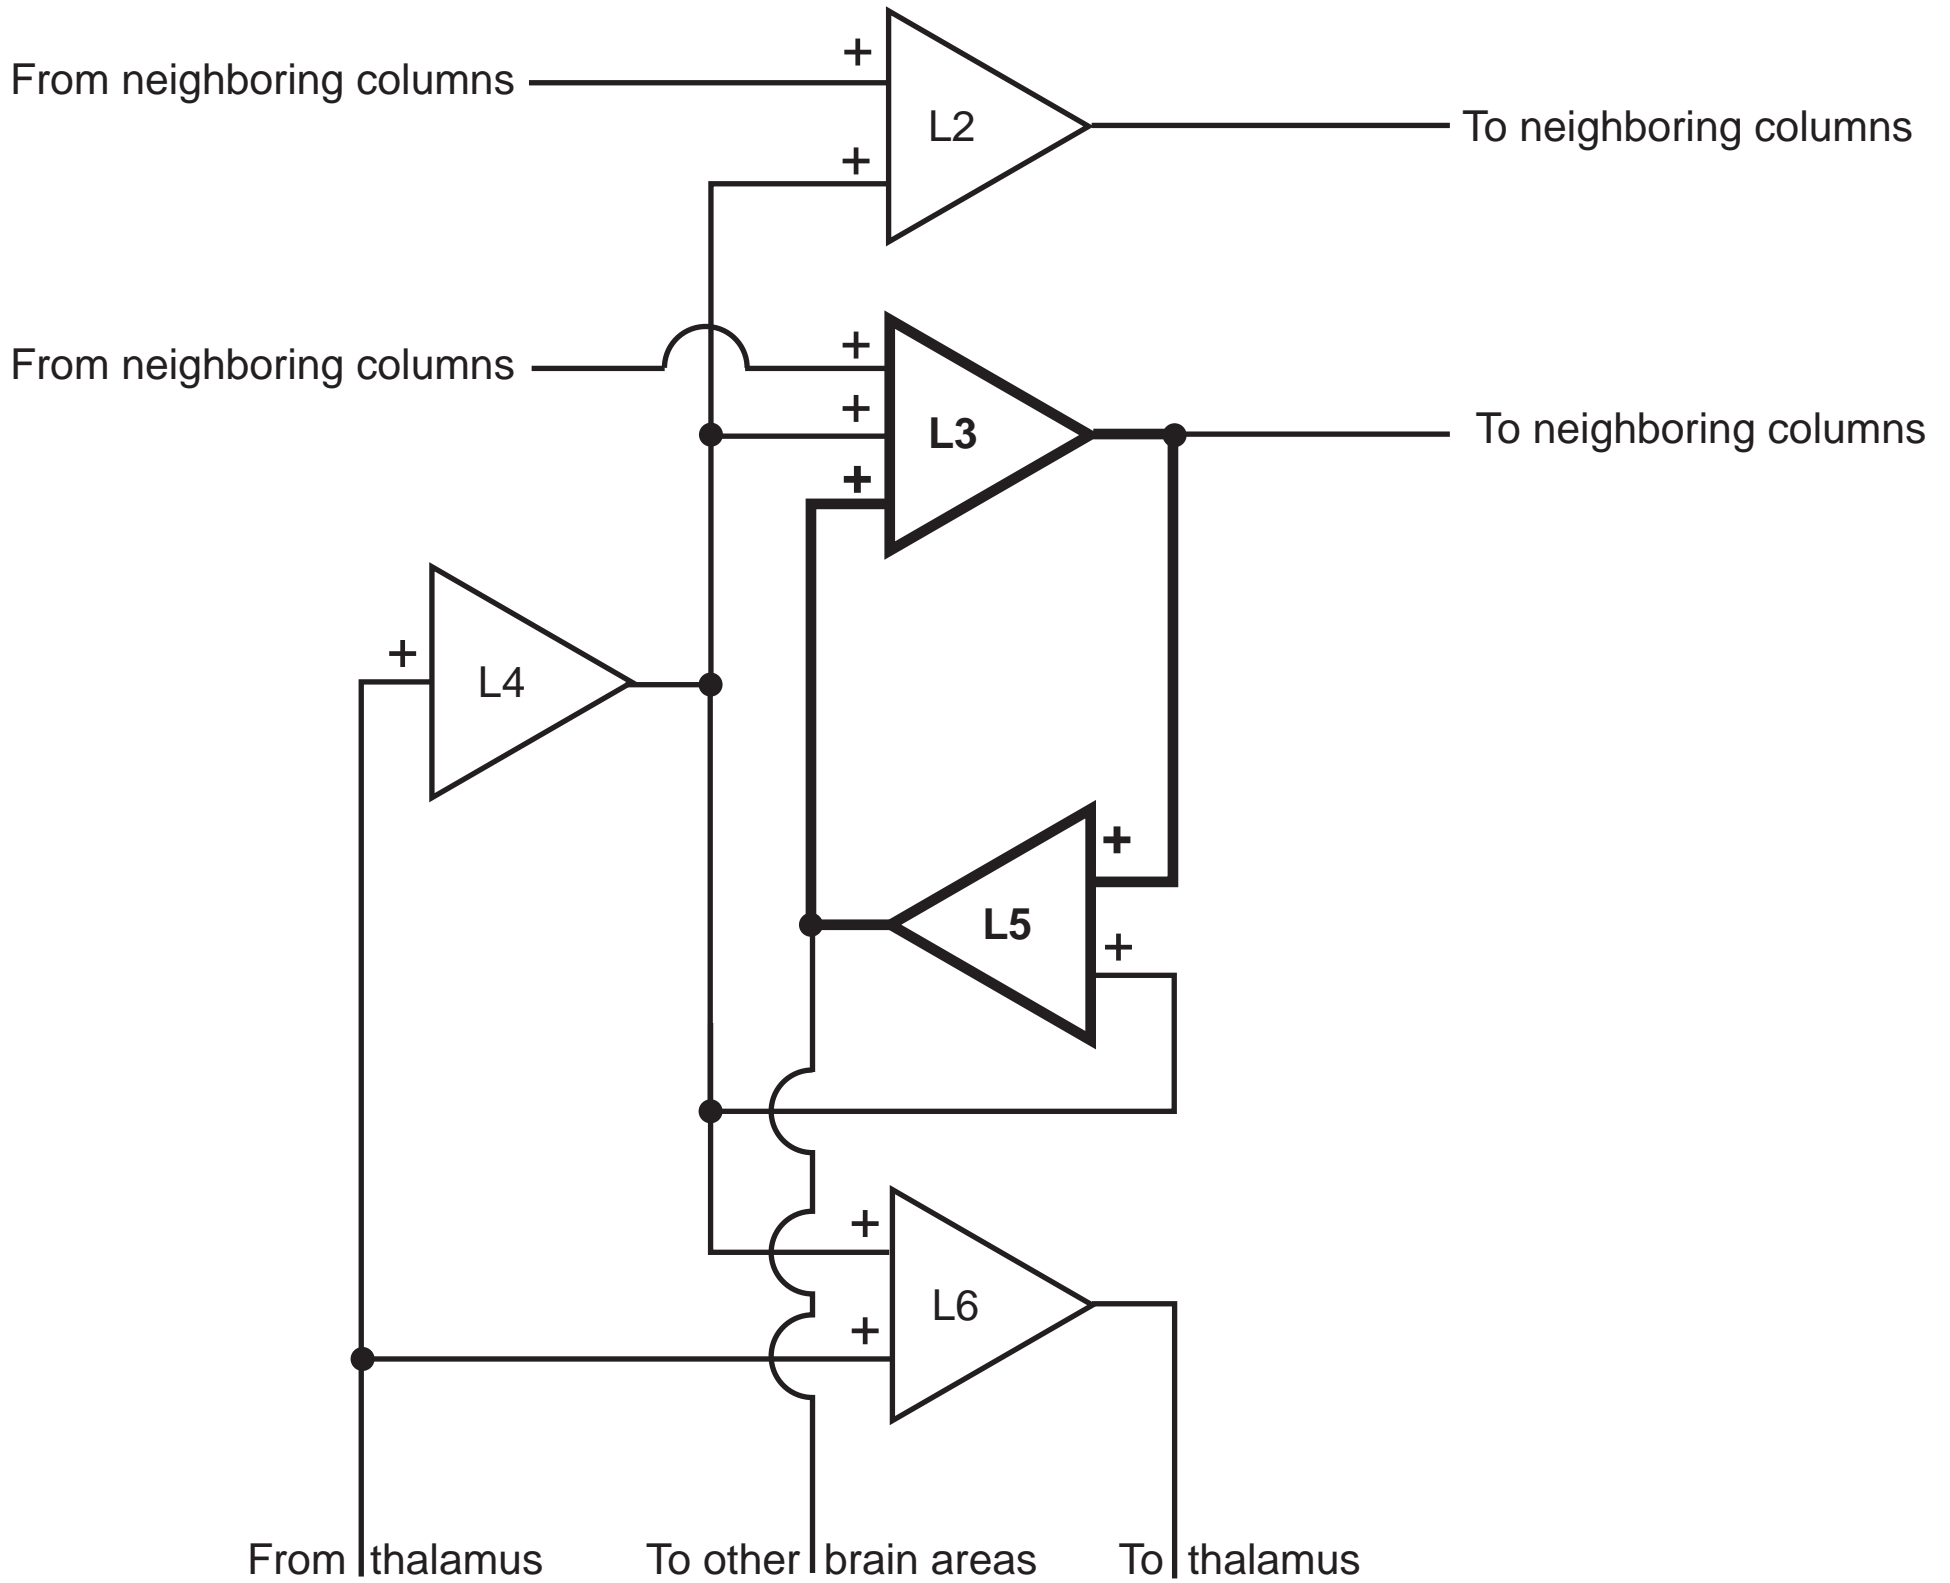 From neighboring columns
+
L2
To neighboring columns
+
From neighboring columns
+
+
L3
To neighboring columns
+
+
L4
+
L5
+
+
L6
+
From thalamus
To other brain areas
To thalamus